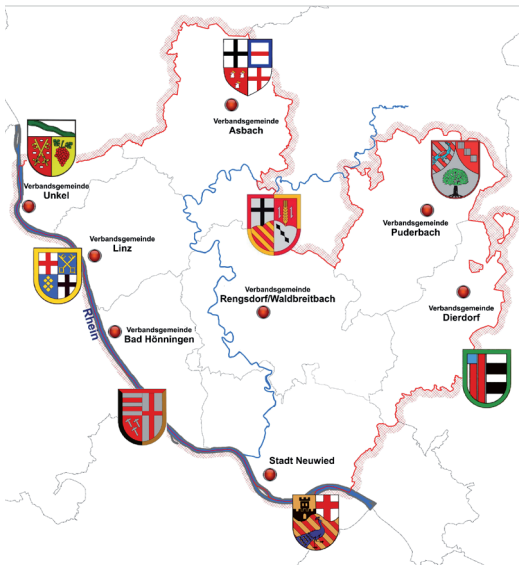 Verbandsgemeinde
Asbach
Verbandsgemeinde
Unkel
Verbandsgemeinde
Puderbach
Verbandsgemeinde
Linz
Verbandsgemeinde
Rengsdorf/Waldbreitbach
Verbandsgemeinde
Dierdorf
Rhein
Verbandsgemeinde
Bad Hönningen
Stadt Neuwied